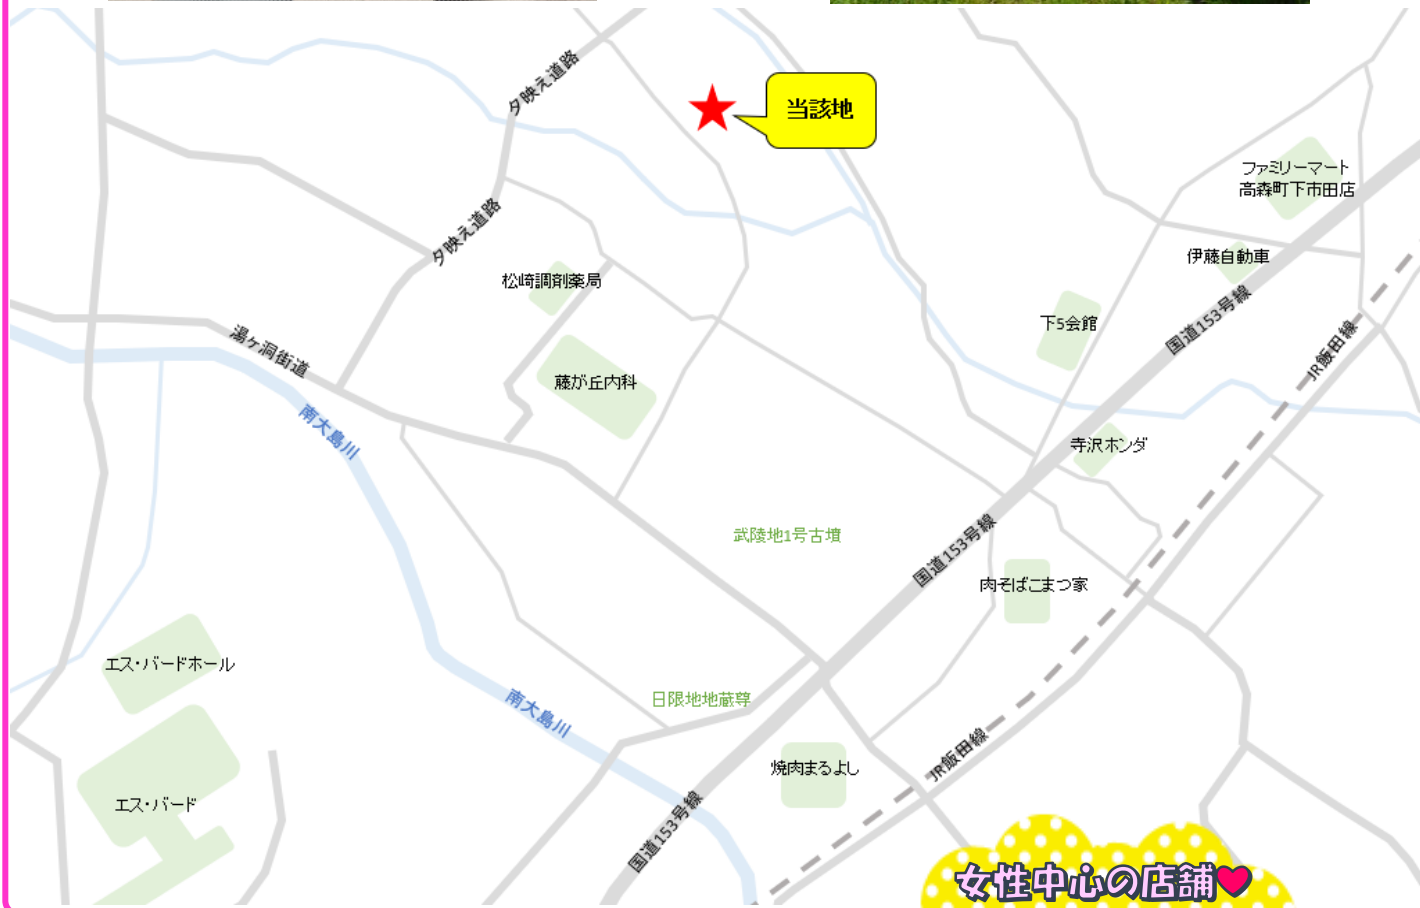 夕映え道路
当該地
ファミリーマート
高森町下市田店
夕映え道路
伊藤自動車
松崎調剤薬局
国道153号線
下5会館
湯ケ洞街道
JR飯田線
藤が丘内科
南大島川
寺沢ホンダ
武陵地1号古墳
国道153号線
肉そばこまつ家
エス・バードホール
日限地地蔵尊
南大島川
JR飯田線
焼肉まるよし
エス・バード
国道153号線
女性中心の店舗♥